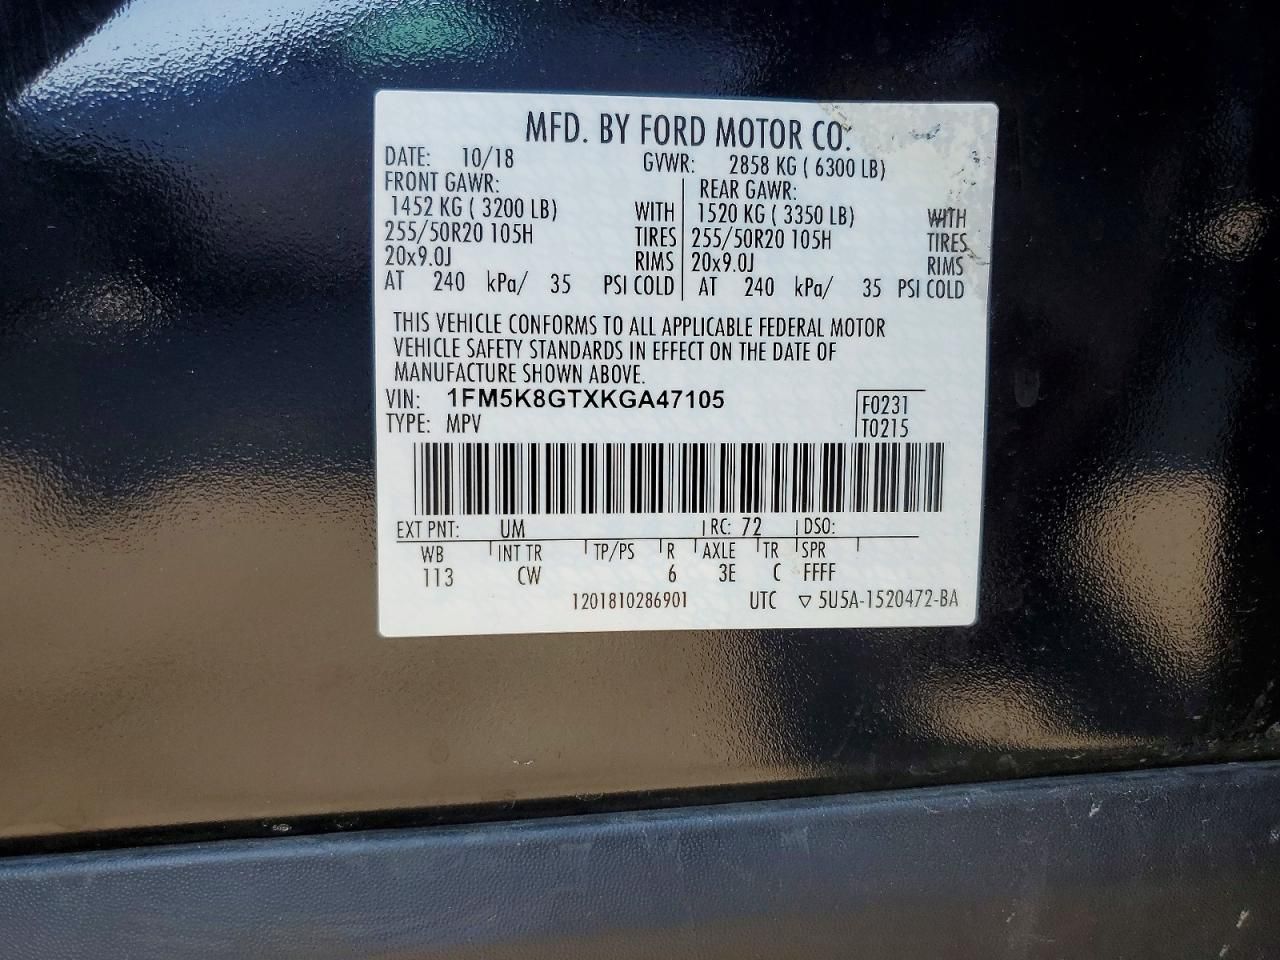 MFD. BY FORD MOTOR CO.
DATE: 10/18 GVWR: 2858 KG ( 6300 LB)
FRONT GAWR: REAR GAWR:
1452 KG ( 3200 LB) WITH 1520 KG ( 3350 LB) WITH
255/50R20 105H TIRES 255/50R20 105H TIRES
20x9.0J RIMS 20x9.0J RIMS
AT 240 kPa/ 35 PSI COLD AT 240 kPa/ 35 PSI COLD
THIS VEHICLE CONFORMS TO ALL APPLICABLE FEDERAL MOTOR
VEHICLE SAFETY STANDARDS IN EFFECT ON THE DATE OF
MANUFACTURE SHOWN ABOVE.
VIN: 1FM5K8GTXKGA47105 F0231
TYPE: MPV T0215
EXT PNT: UM RC: 72 DSO:
WB INT TR TP/PS R AXLE TR SPR
113 CW 6 3E C FFFF
1201810286901 UTC ▽ 5U5A-1520472-BA